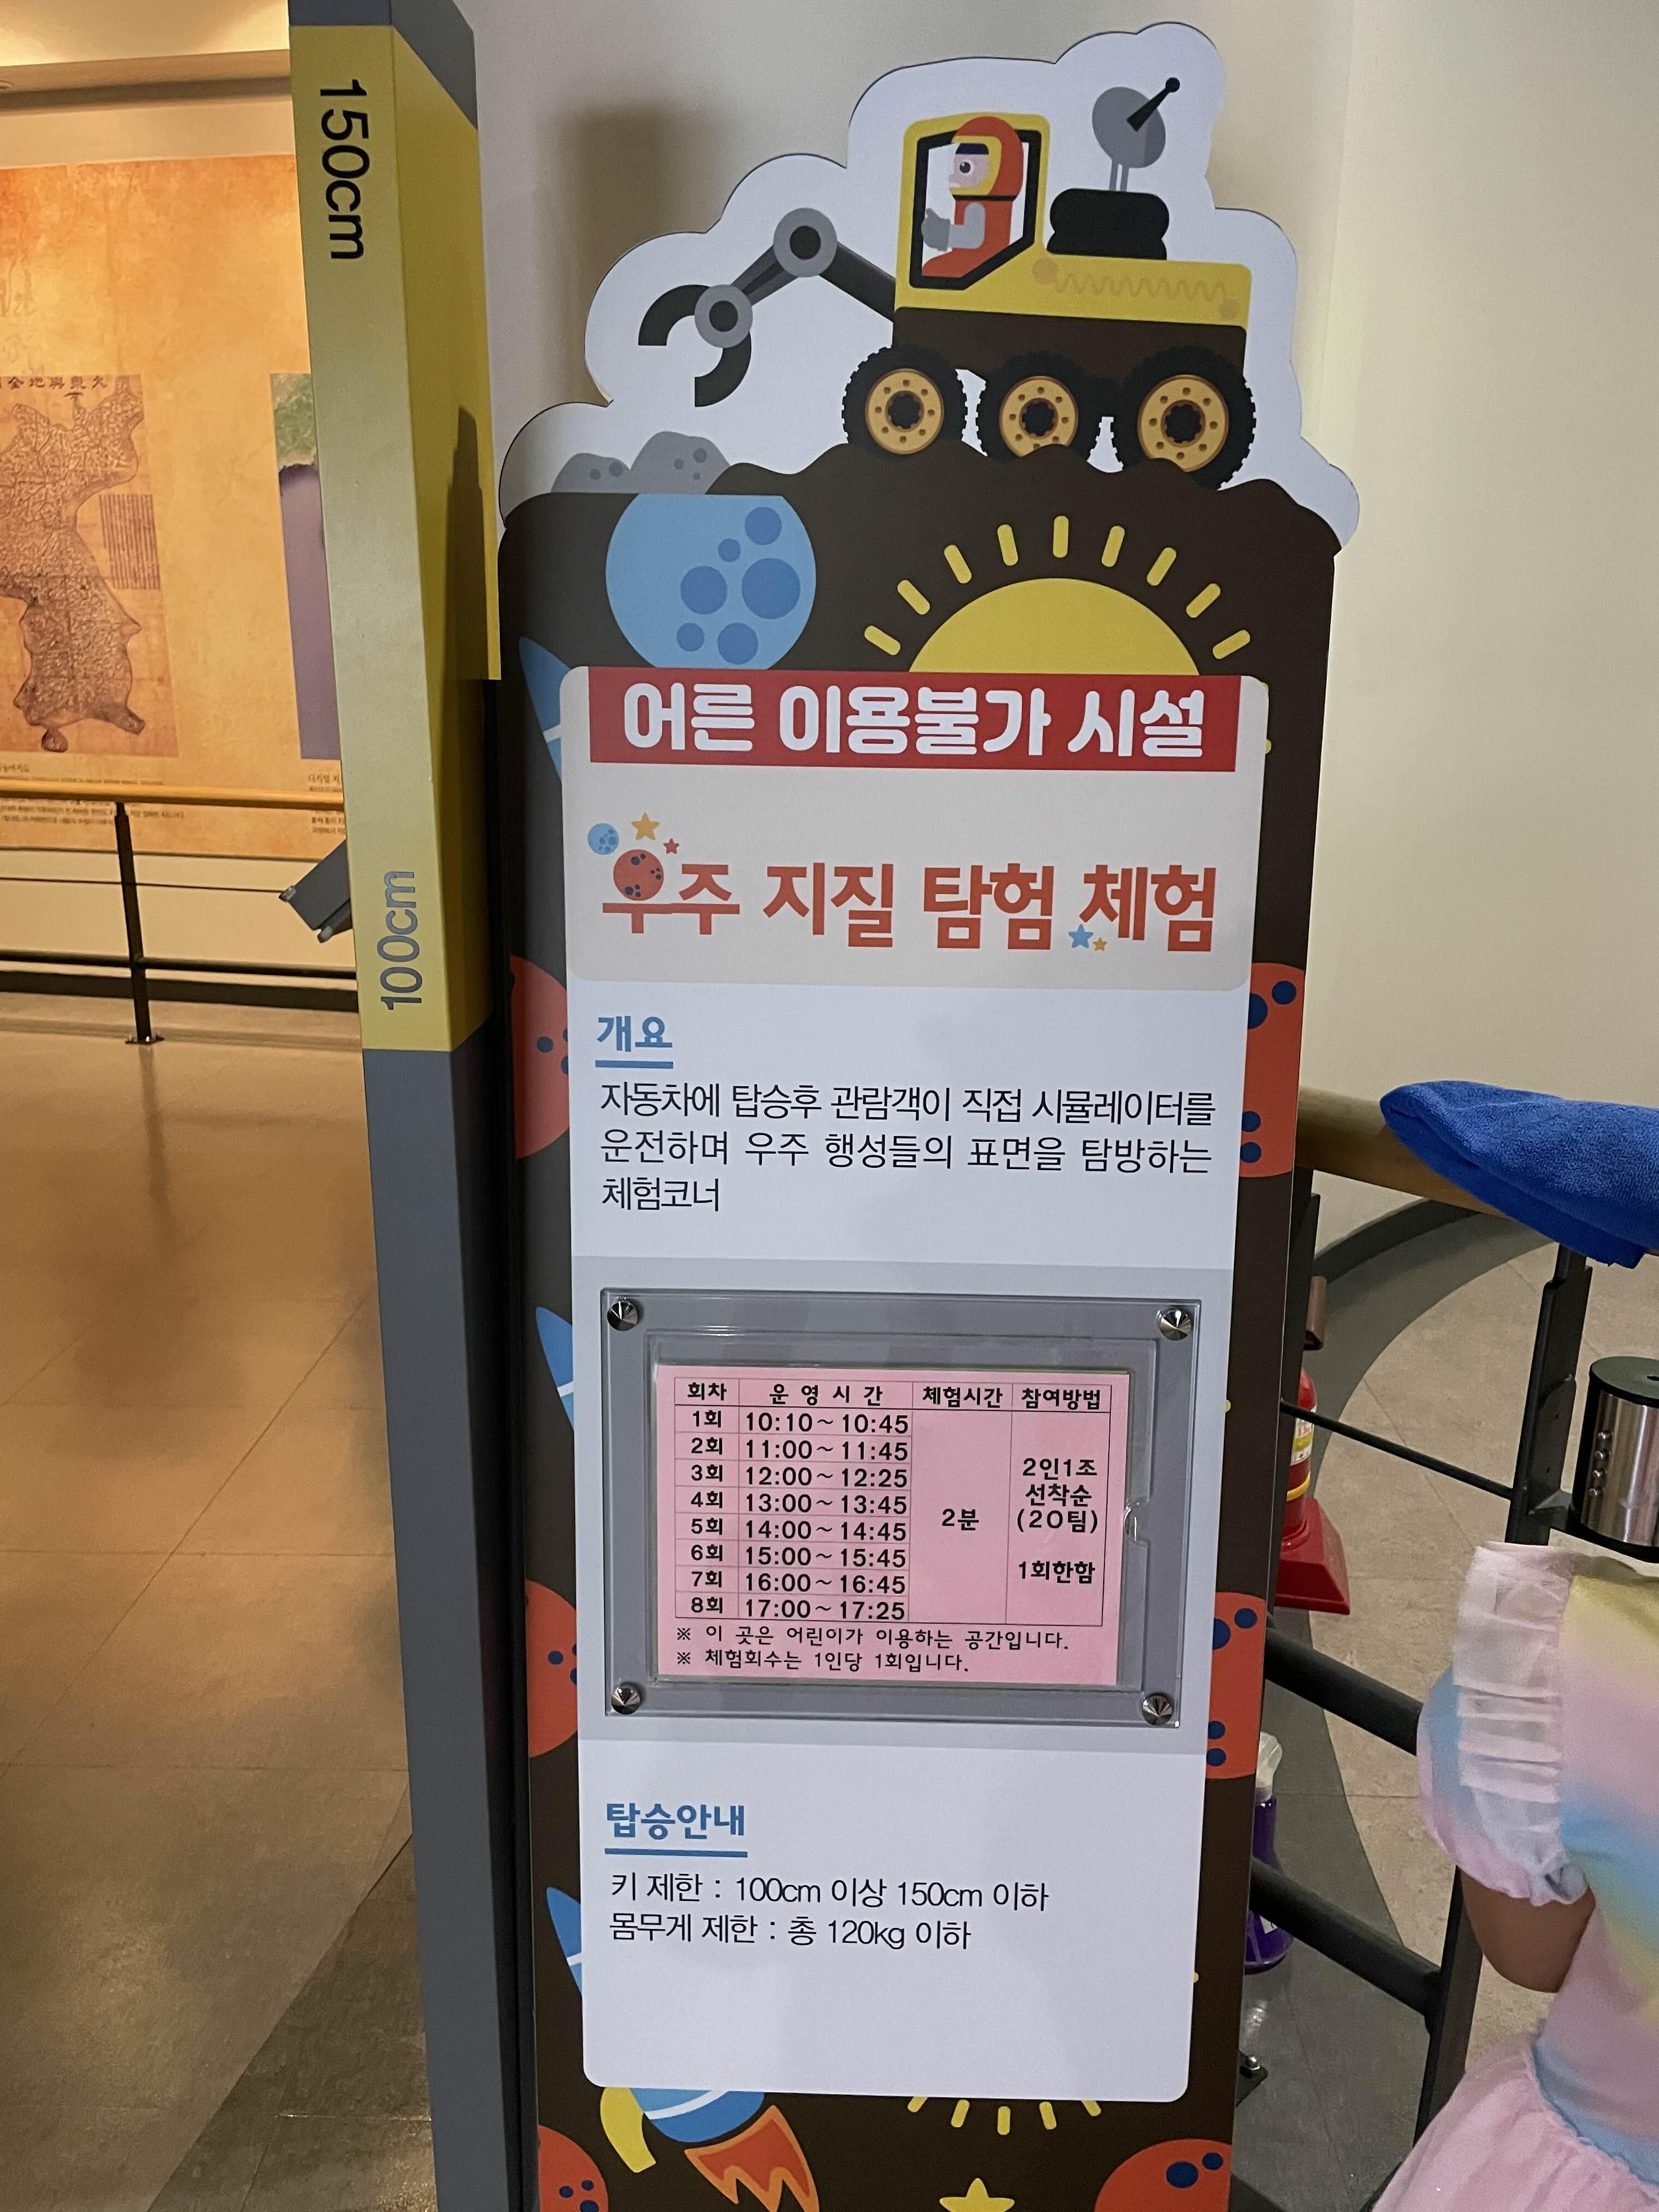 150cm
100cm
어른 이용불가 시설
우주 지질 탐험 체험
개요
자동차에 탑승후 관람객이 직접 시뮬레이터를
운전하며 우주 행성들의 표면을 탐방하는
체험코너
회차 운 영 시 간 체험시간 참여방법
1회 10:10~10:45
2회 11:00~11:45
3회 12:00~12:25
4회 13:00~13:45
5회 14:00~14:45
6회 15:00~15:45
7회 16:00~16:45
8회 17:00~17:25
2분
2인1조
선착순
(20팀)
1회한함
※ 이 곳은 어린이가 이용하는 공간입니다.
※ 체험회수는 1인당 1회입니다.
탑승안내
키 제한 : 100cm 이상 150cm 이하
몸무게 제한 : 총 120kg 이하